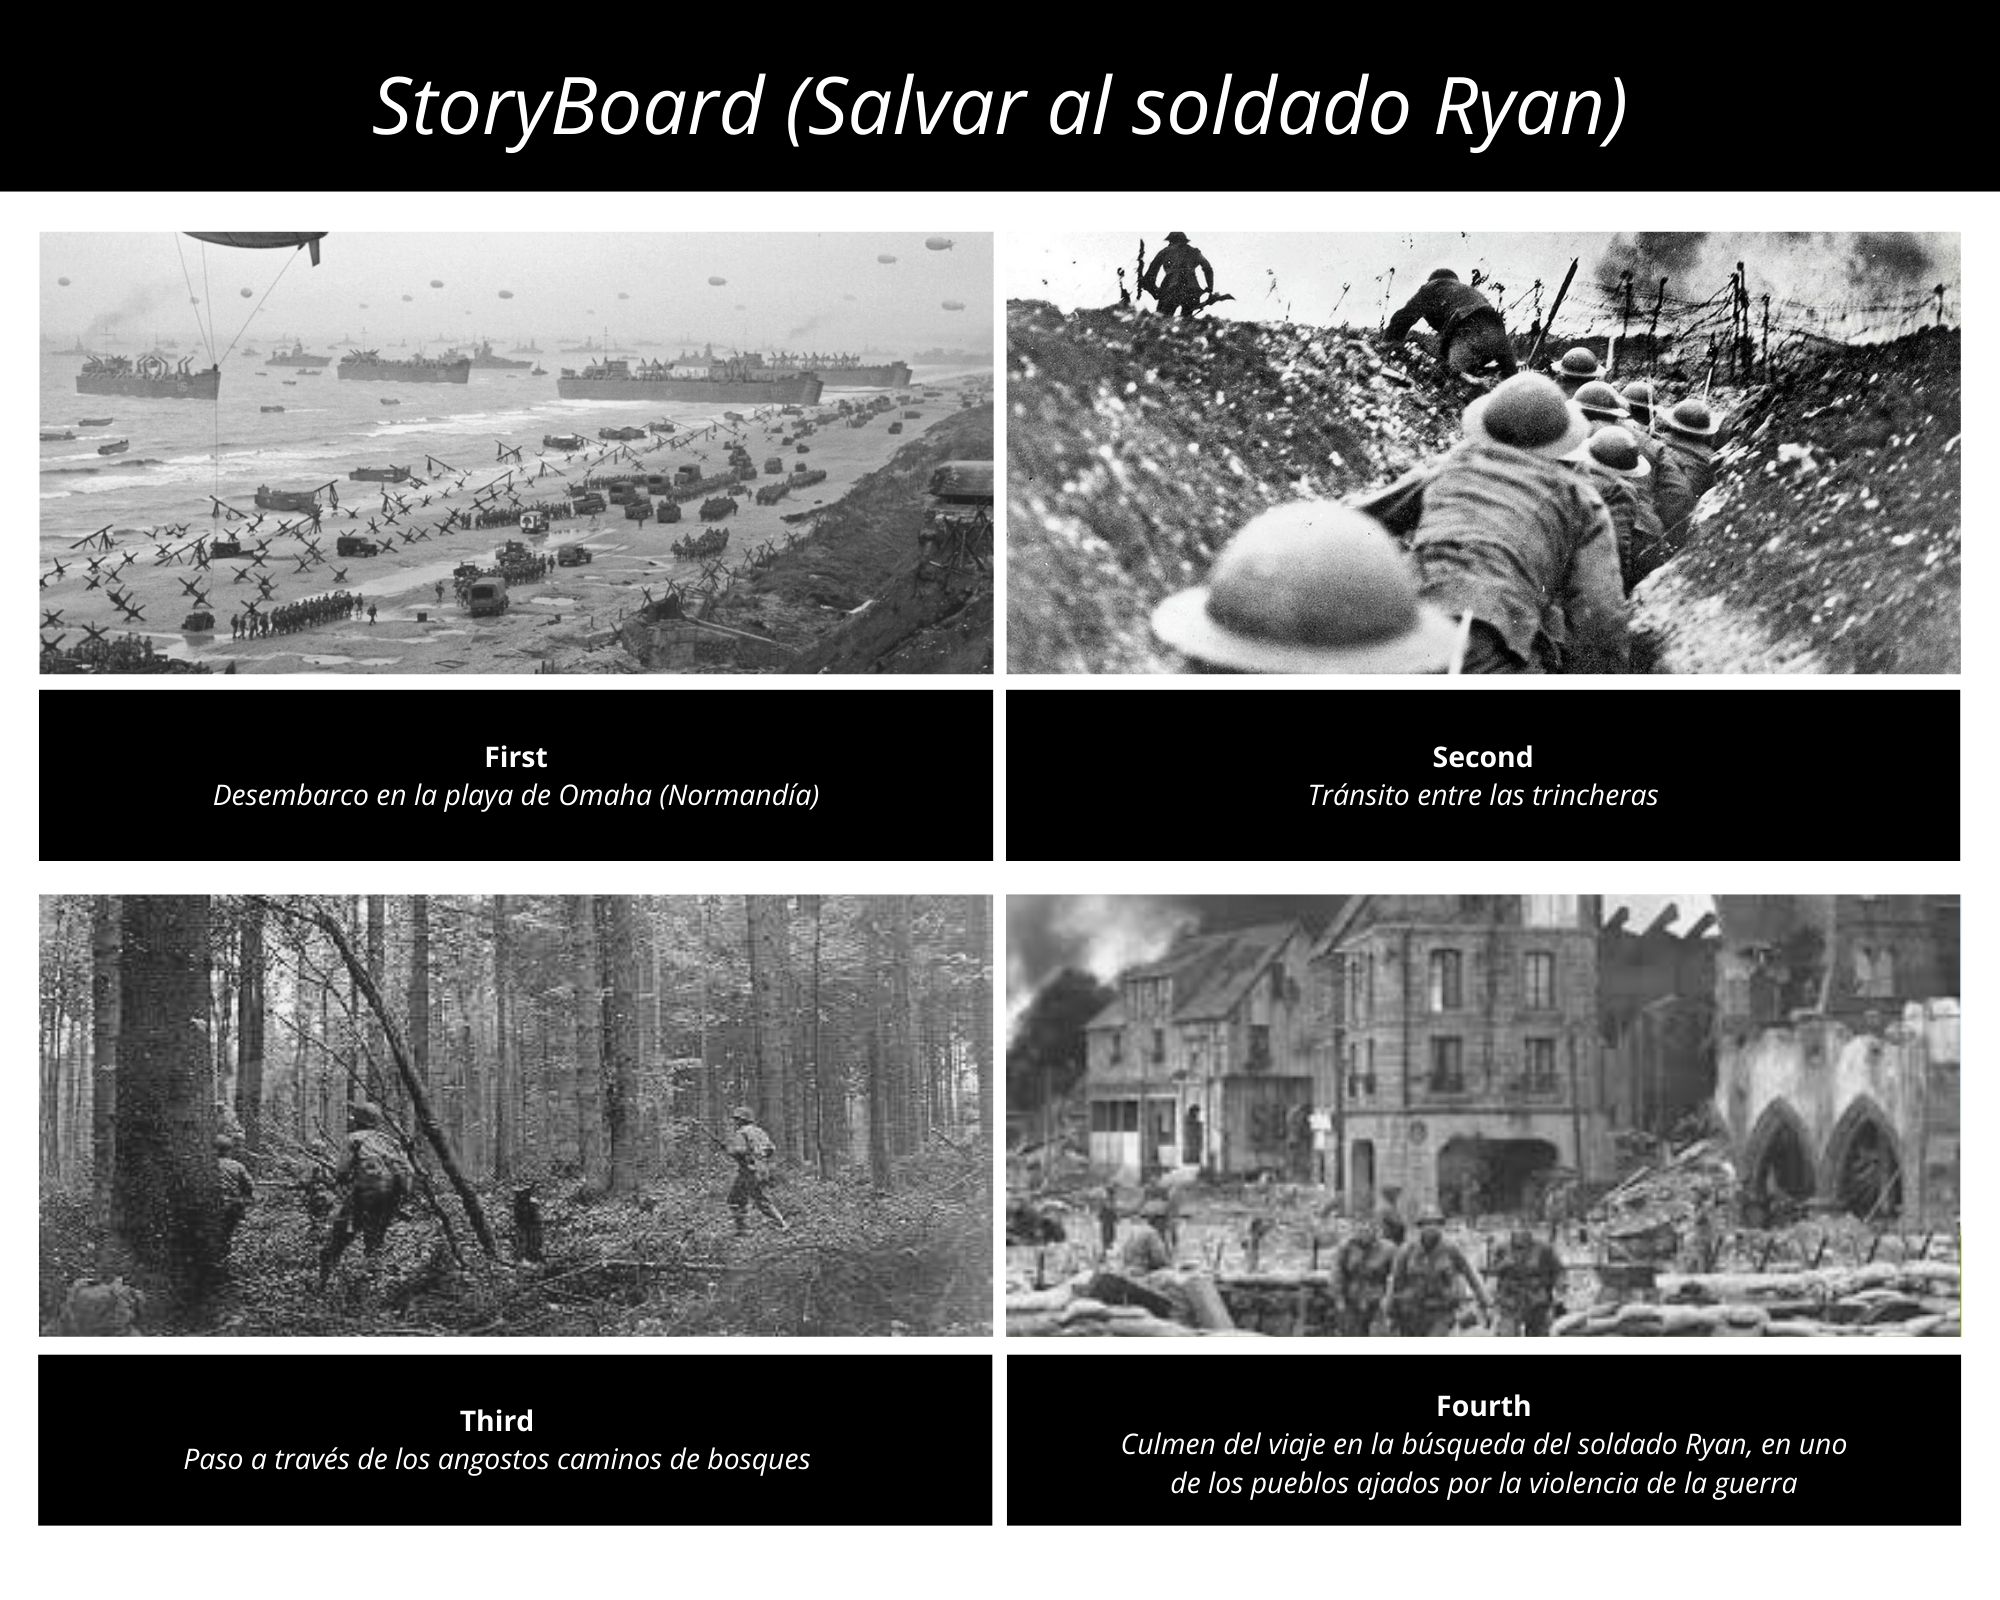 StoryBoard (Salvar al soldado Ryan)
First
Desembarco en la playa de Omaha (Normandía)
Second
Tránsito entre las trincheras
Third
Paso a través de los angostos caminos de bosques
Fourth
Culmen del viaje en la búsqueda del soldado Ryan, en uno
de los pueblos ajados por la violencia de la guerra